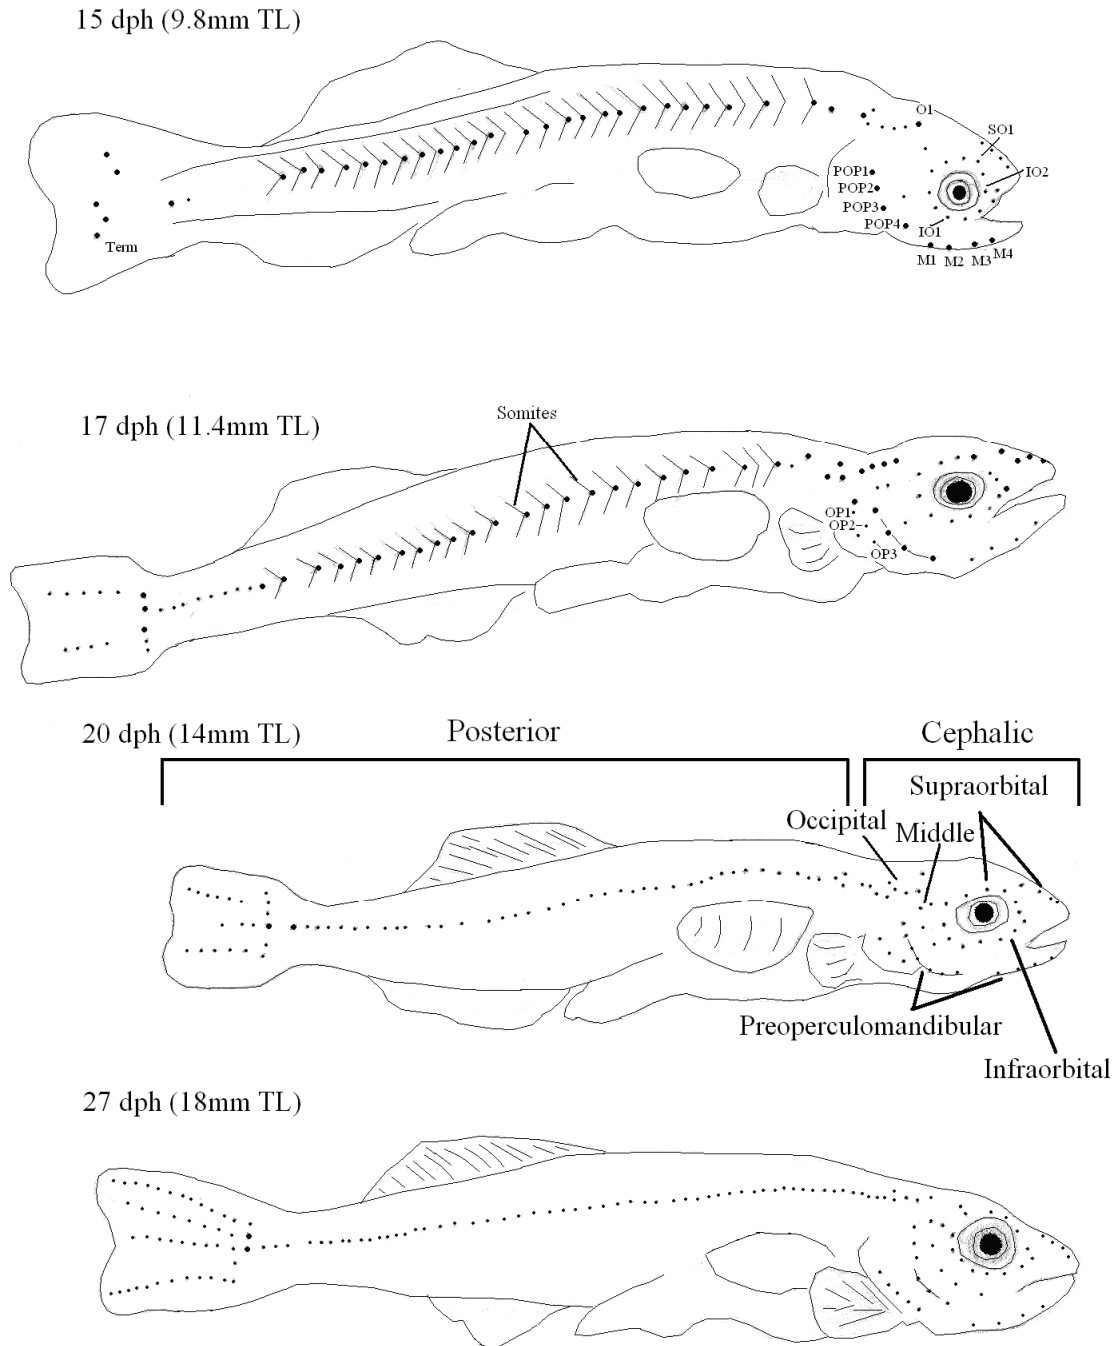 15 dph (9.8mm TL)
O1
SO1
POP1
IO2
POP2
POP3
POP4
IO1
Term
M1 M2 M3 M4
Somites
17 dph (11.4mm TL)
OP1
OP2
OP3
20 dph (14mm TL)
Posterior
Cephalic
Supraorbital
Occipital
Middle
Preoperculomandibular
Infraorbital
27 dph (18mm TL)